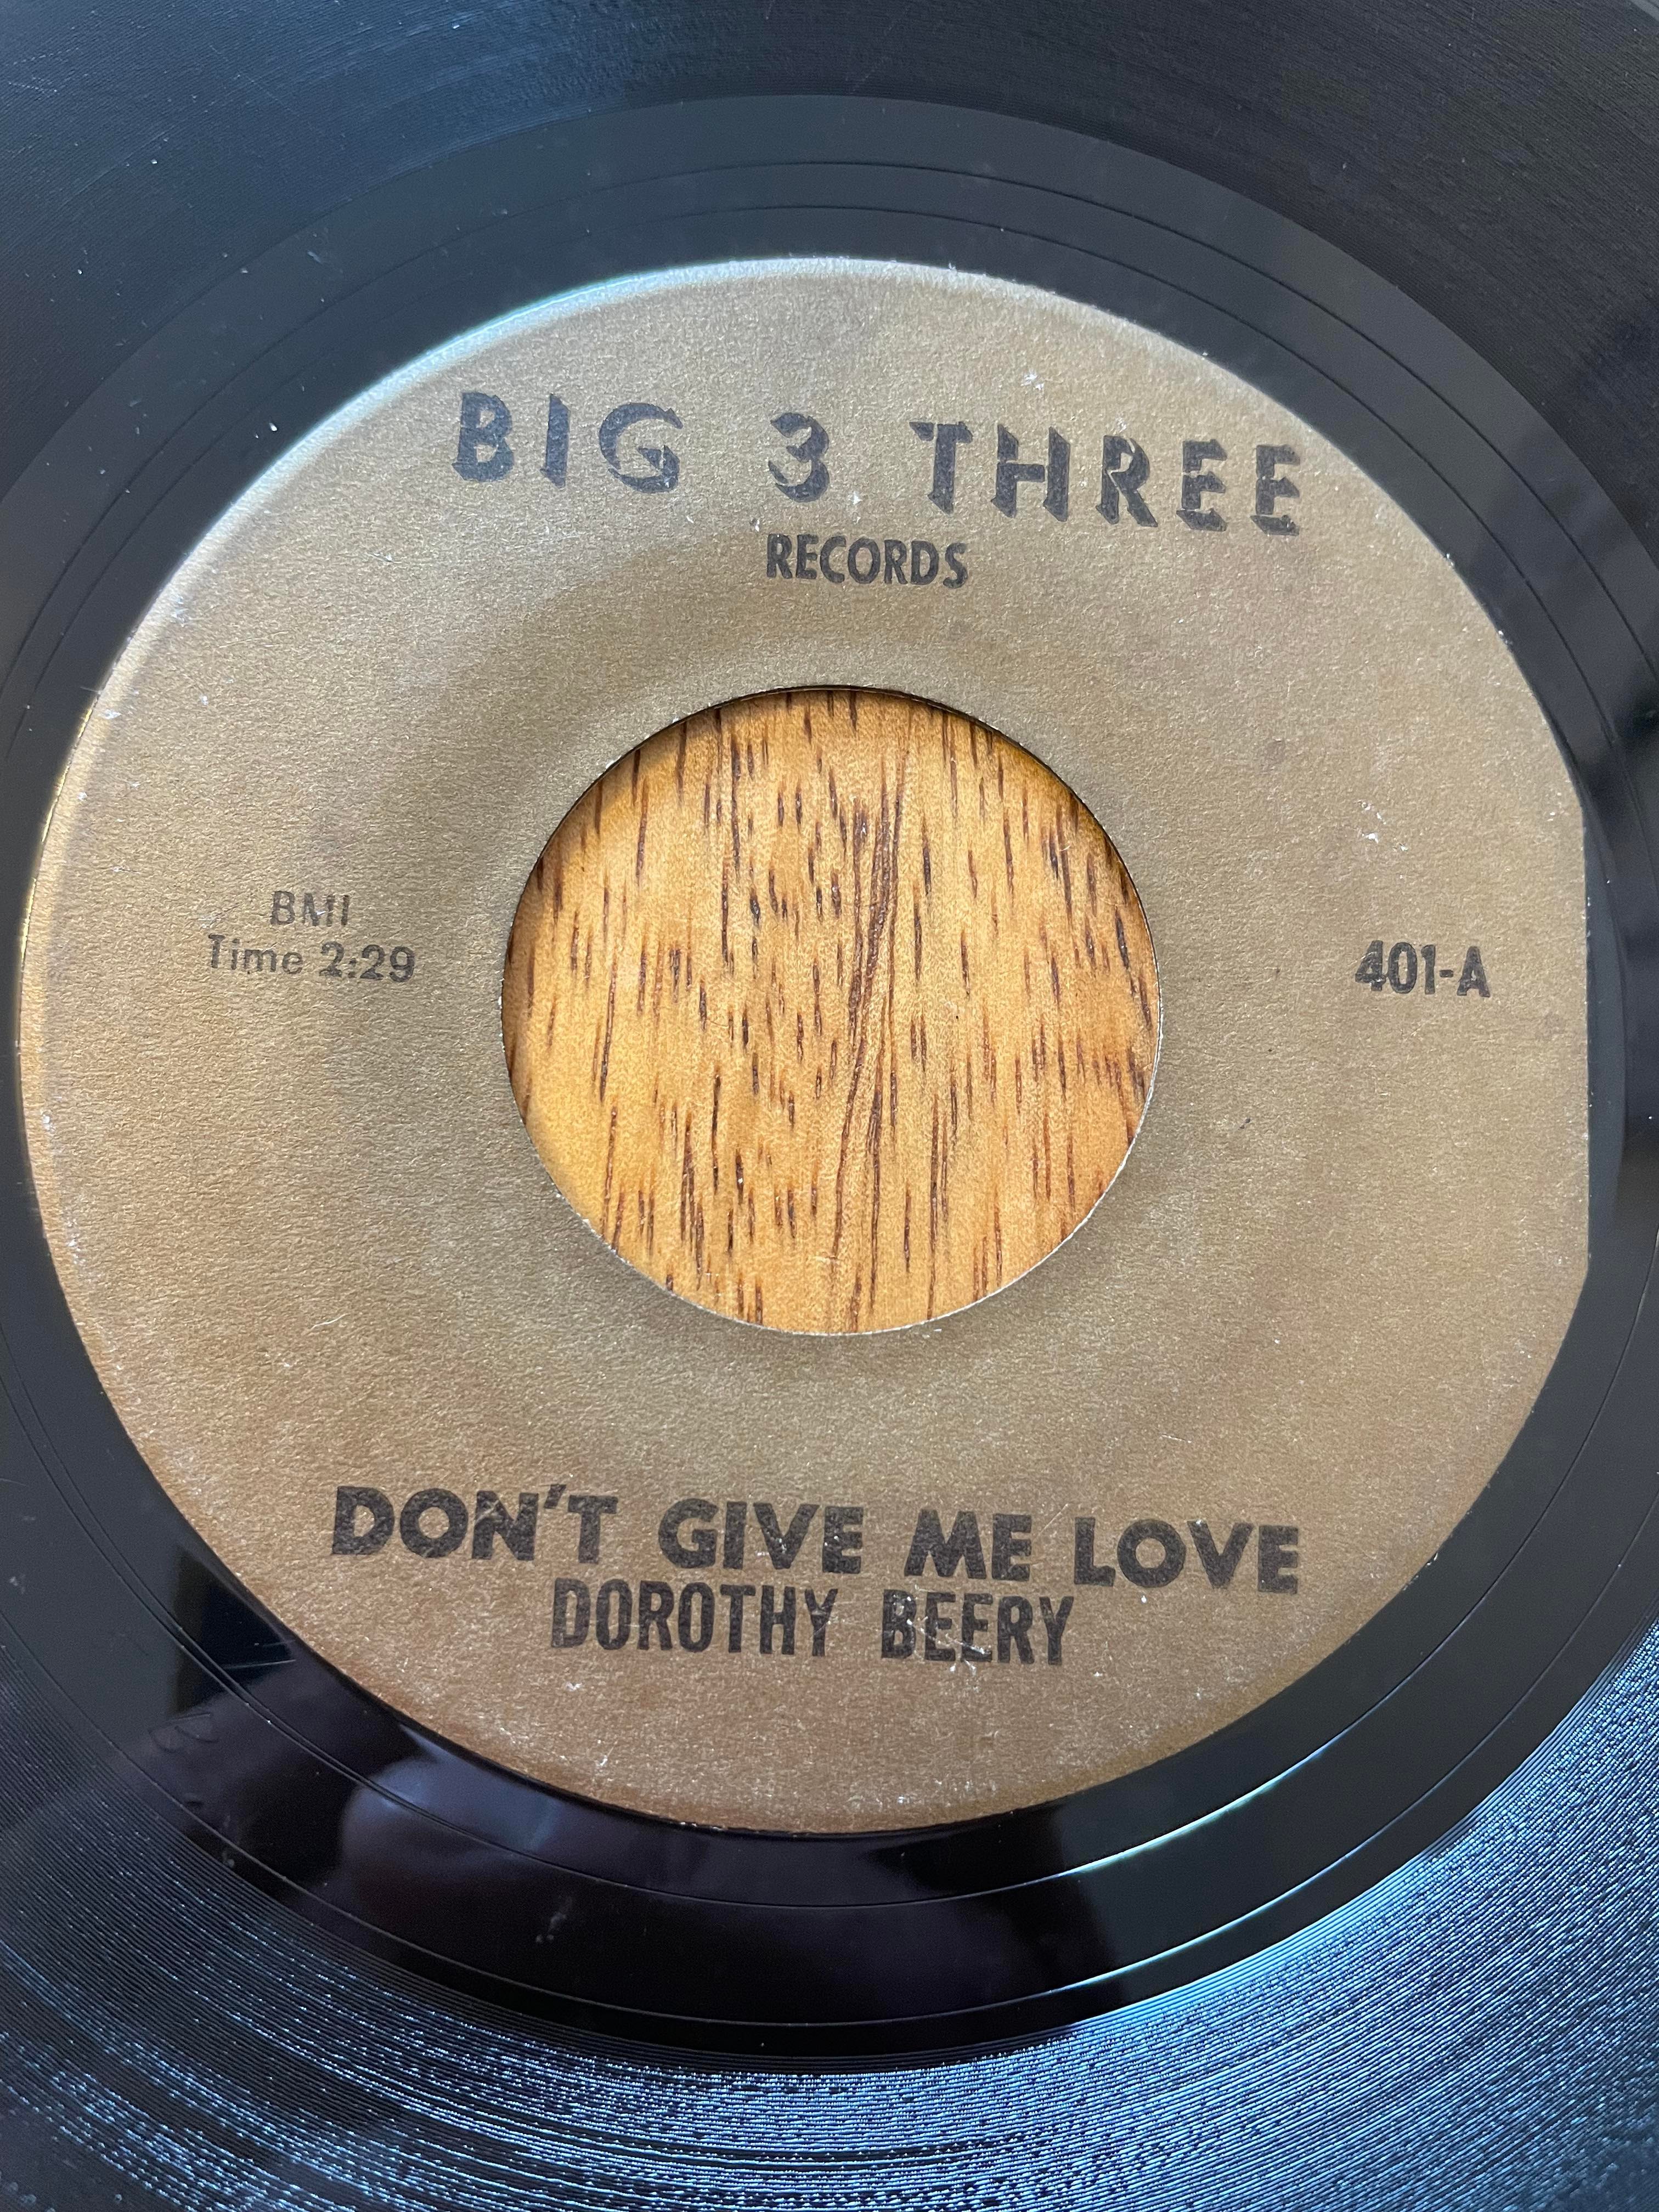 BIG 3 THREE
RECORDS
BMI
Time 2:29
401-A
DON'T GIVE ME LOVE
DOROTHY BEERY